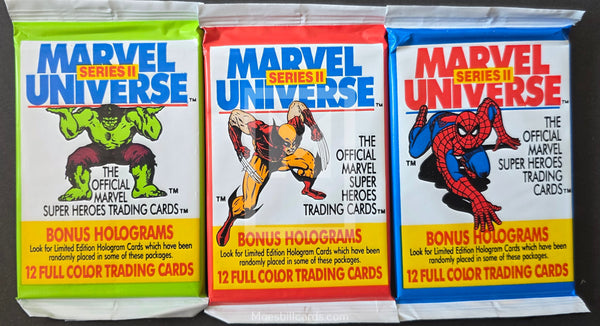 MARVEL
SERIES II
UNIVERSE™
THE
OFFICIAL
MARVEL
SUPER HEROES TRADING CARDS™
BONUS HOLOGRAMS
Look for Limited Edition Hologram Cards which have been
randomly placed in some of these packages.
12 FULL COLOR TRADING CARDS
MARVEL
SERIES II
UNIVERSE™
THE
OFFICIAL
MARVEL
SUPER
HEROES
TRADING CARDS™
TM
BONUS HOLOGRAMS
Look for Limited Edition Hologram Cards which have been
randomly placed in some of these packages.
12 FULL COLOR TRADING CARDS
MARVEL
SERIES II
UNIVERSE™
THE
OFFICIAL
MARVEL
SUPER HEROES
TRADING
CARDS™
TM
BONUS HOLOGRAMS
Look for Limited Edition Hologram Cards which have been
randomly placed in some of these packages.
12 FULL COLOR TRADING CARDS
Moesbillcards.com